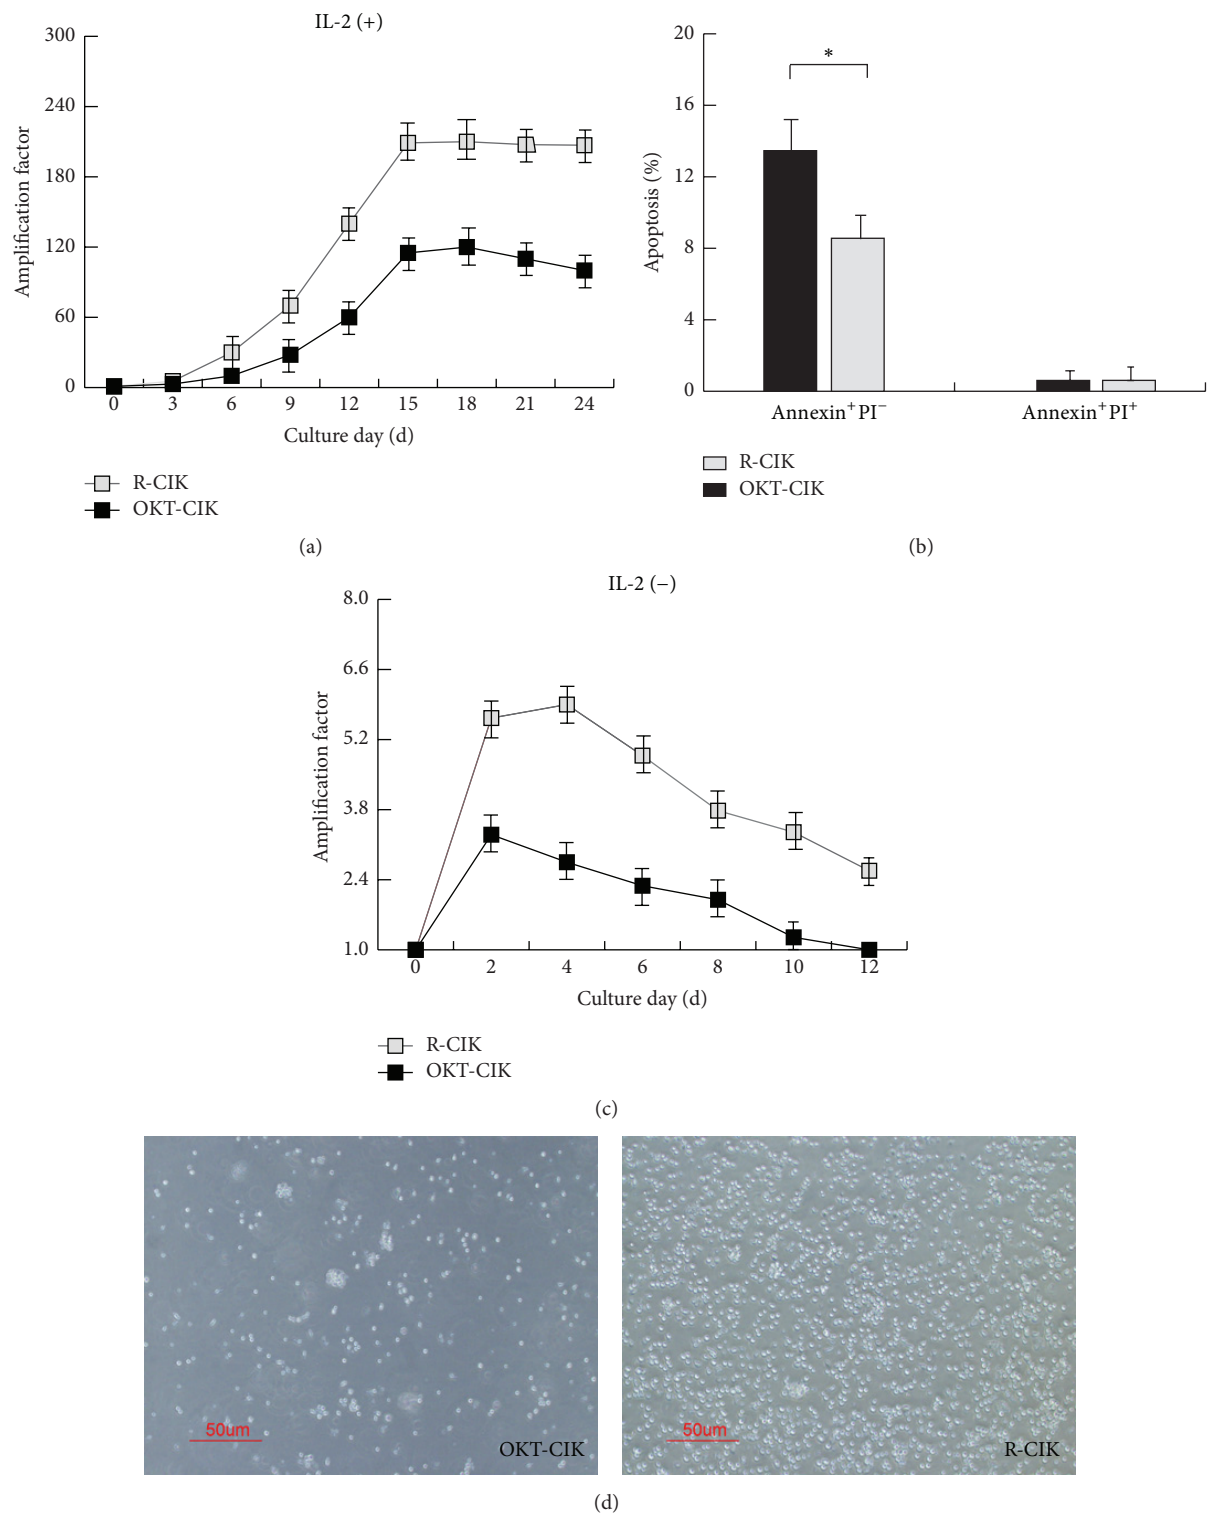 IL-2 (+)
300
240
180
120
60
0
Amplification factor
0 3 6 9 12 15 18 21 24
Culture day (d)
R-CIK
OKT-CIK
(a)
20
16
12
8
4
0
Apoptosis (%)
*
Annexin⁺PI⁻ Annexin⁺PI⁺
R-CIK
OKT-CIK
(b)
IL-2 (−)
8.0
6.6
5.2
3.8
2.4
1.0
Amplification factor
0 2 4 6 8 10 12
Culture day (d)
R-CIK
OKT-CIK
(c)
50um
OKT-CIK
50um
R-CIK
(d)